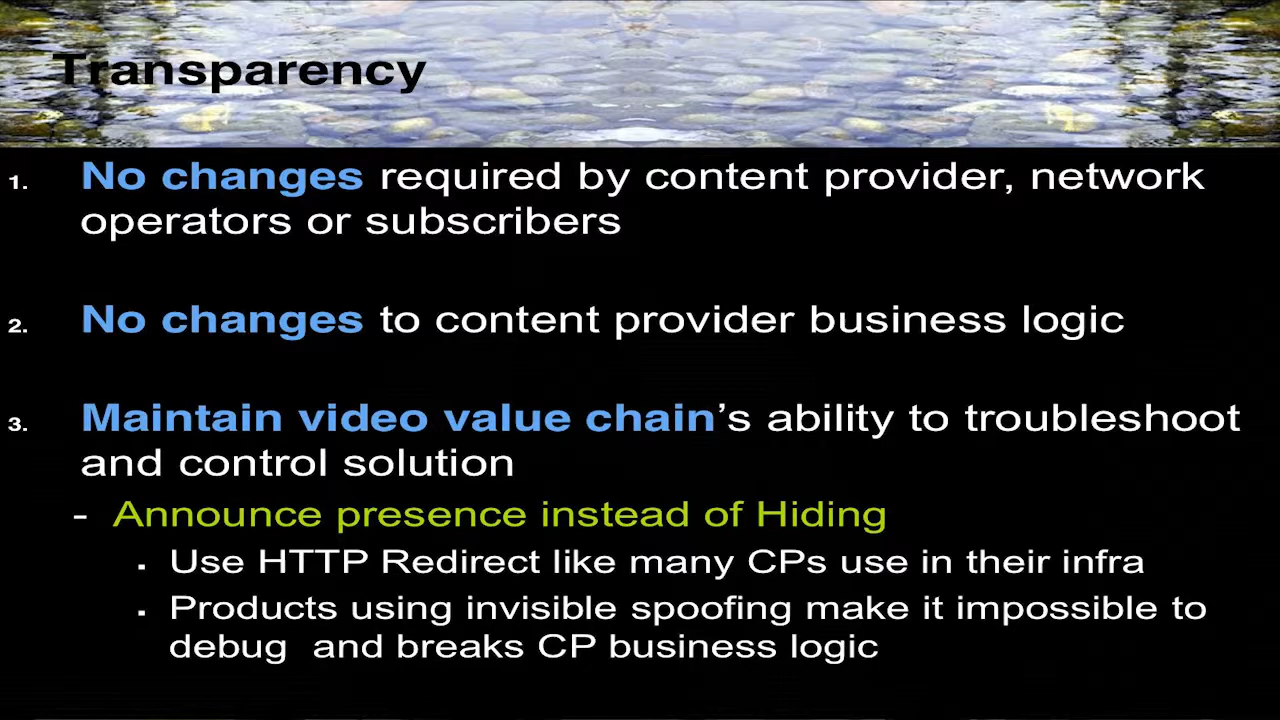 Transparency
1. No changes required by content provider, network
operators or subscribers
2. No changes to content provider business logic
3. Maintain video value chain’s ability to troubleshoot
and control solution
- Announce presence instead of Hiding
▪ Use HTTP Redirect like many CPs use in their infra
▪ Products using invisible spoofing make it impossible to
debug and breaks CP business logic